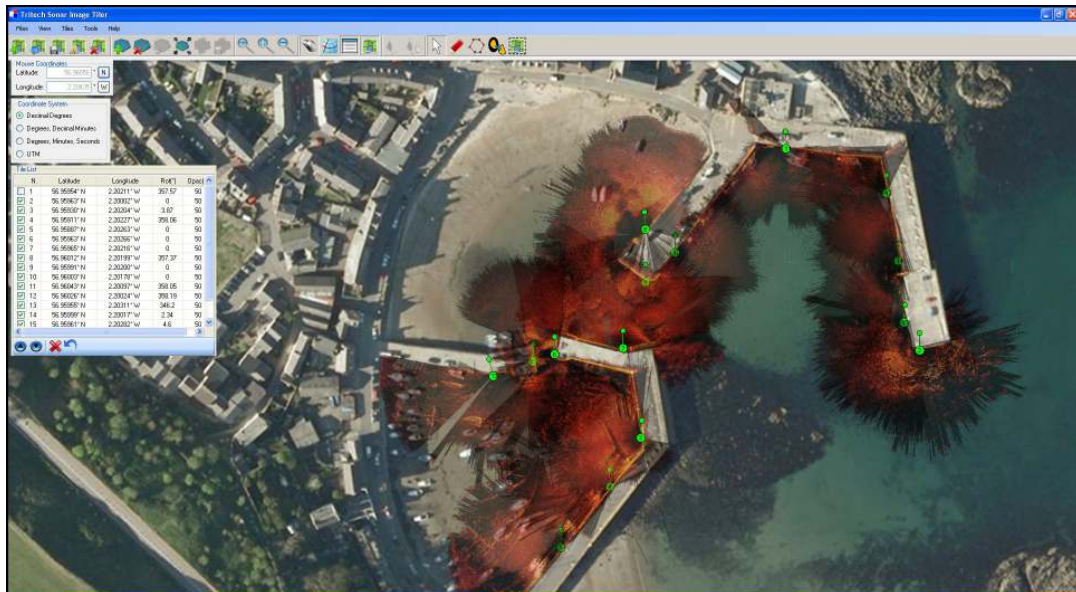 Tritech Sonar Image Tiler
Files View Tiles Tools Help
Mouse Coordinates
Latitude: ° N
Longitude: ° W
Coordinate System
Decimal Degrees
Degrees, Decimal Minutes
Degrees, Minutes, Seconds
UTM
Tile List
N. Latitude Longitude Rot(°) Opac(
1 56.95954° N 2.20211° W 357.57 50
2 56.95963° N 2.20002° W 0 50
3 56.95930° N 2.20204° W 3.87 50
4 56.95911° N 2.20227° W 358.06 50
5 56.95887° N 2.20263° W 0 50
6 56.95963° N 2.20266° W 0 50
7 56.95965° N 2.20216° W 0 50
8 56.96012° N 2.20199° W 357.37 50
9 56.95991° N 2.20200° W 0 50
10 56.96003° N 2.20178° W 0 50
11 56.96043° N 2.20097° W 358.05 50
12 56.96026° N 2.20024° W 358.19 50
13 56.95955° N 2.20311° W 346.2 50
14 56.95999° N 2.20017° W 2.34 50
15 56.95961° N 2.20282° W 4.6 50